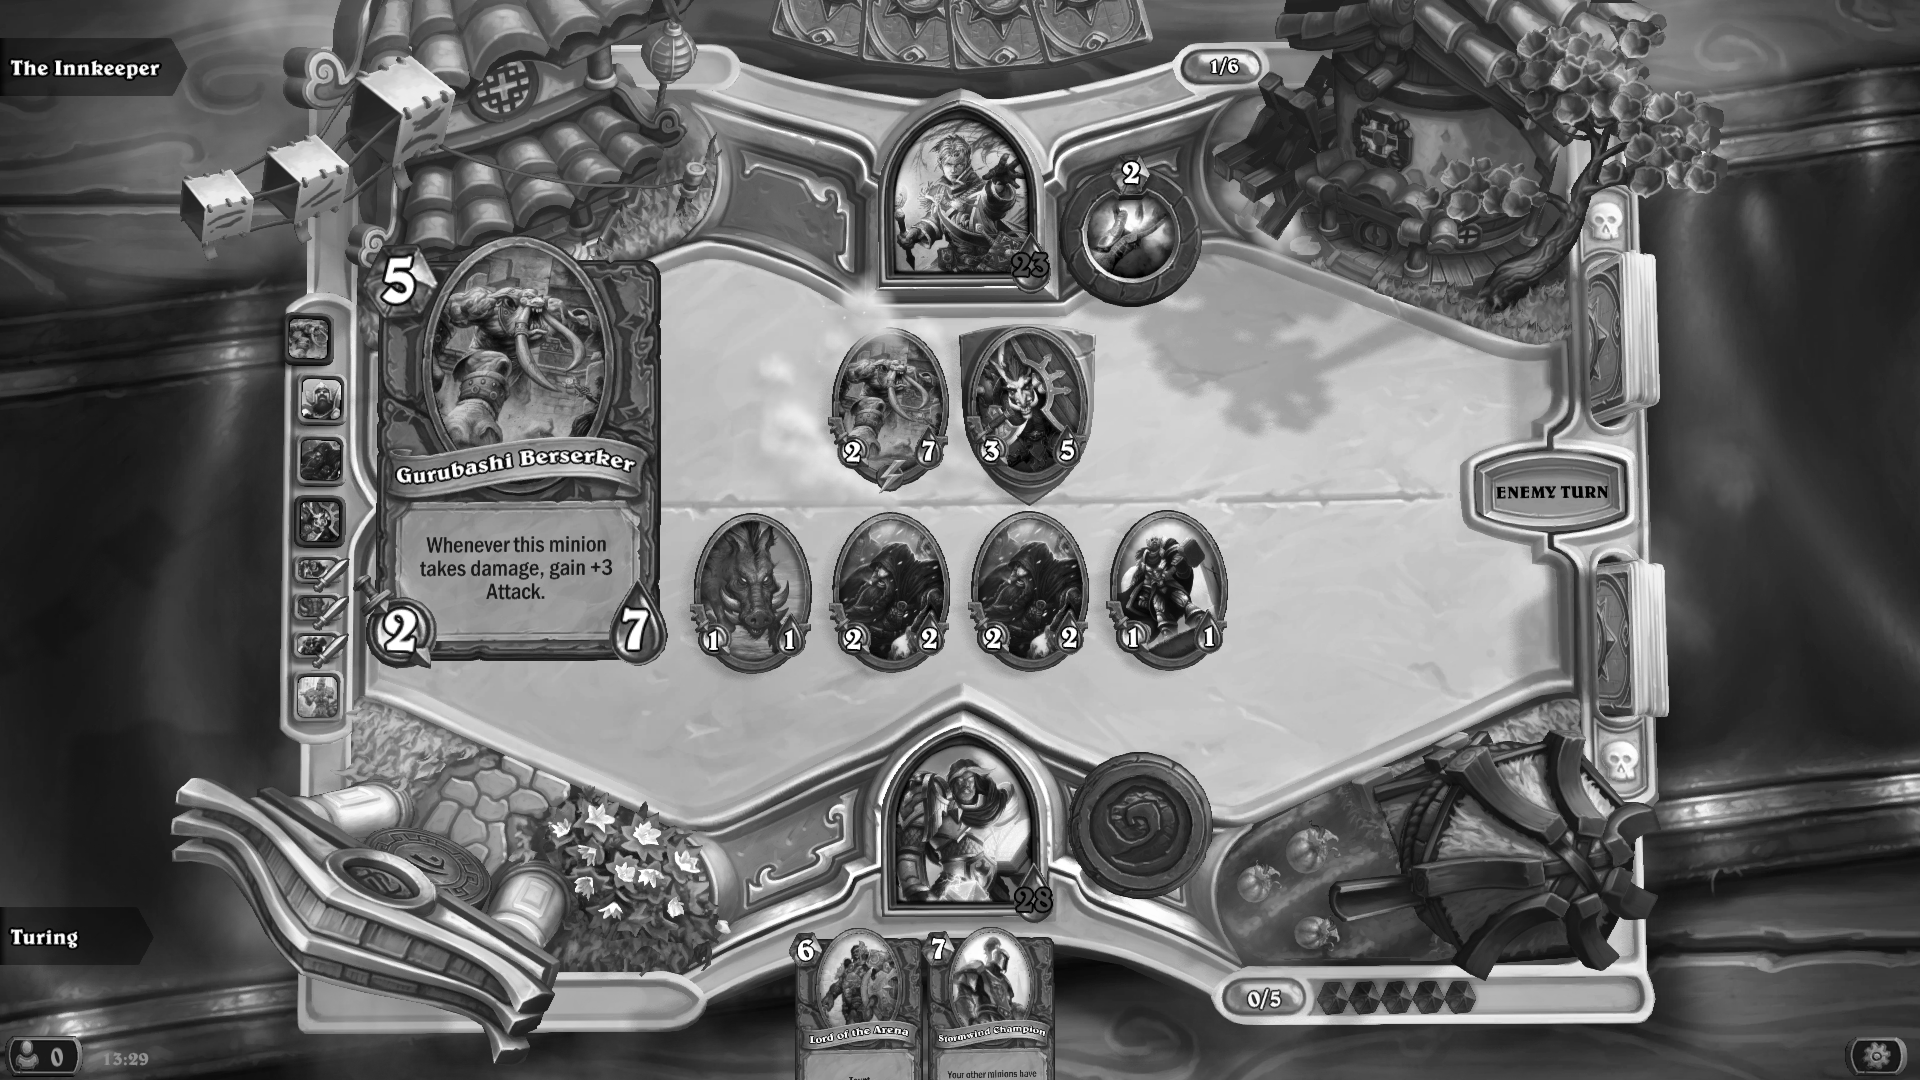 The Innkeeper
1/6
2
23
5
Gurubashi Berserker
Whenever this minion
takes damage, gain +3
Attack.
2
7
2
7
3
5
ENEMY TURN
1
1
2
2
2
2
1
1
28
Turing
6
7
Lord of the Arena
Stormwind Champion
Taunt
Your other minions have
0/5
0
13:29